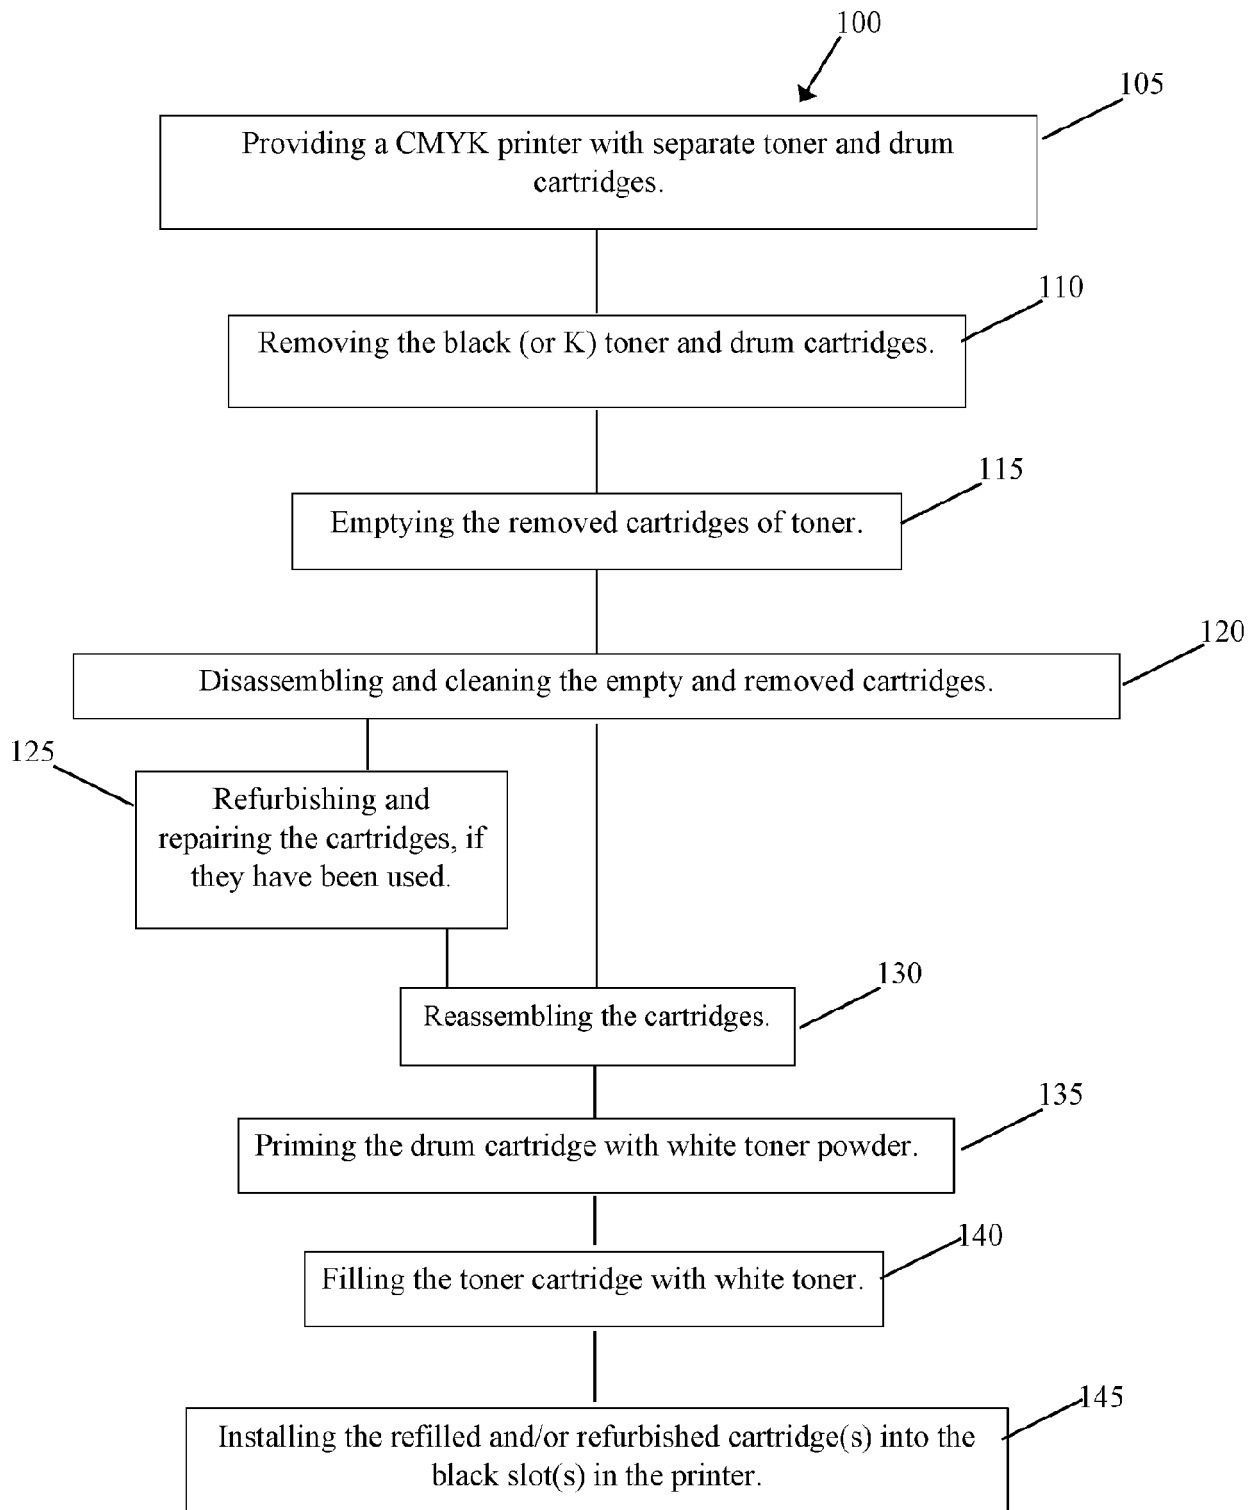 100
105
Providing a CMYK printer with separate toner and drum
cartridges.
110
Removing the black (or K) toner and drum cartridges.
115
Emptying the removed cartridges of toner.
120
Disassembling and cleaning the empty and removed cartridges.
125
Refurbishing and
repairing the cartridges, if
they have been used.
130
Reassembling the cartridges.
135
Priming the drum cartridge with white toner powder.
140
Filling the toner cartridge with white toner.
145
Installing the refilled and/or refurbished cartridge(s) into the
black slot(s) in the printer.